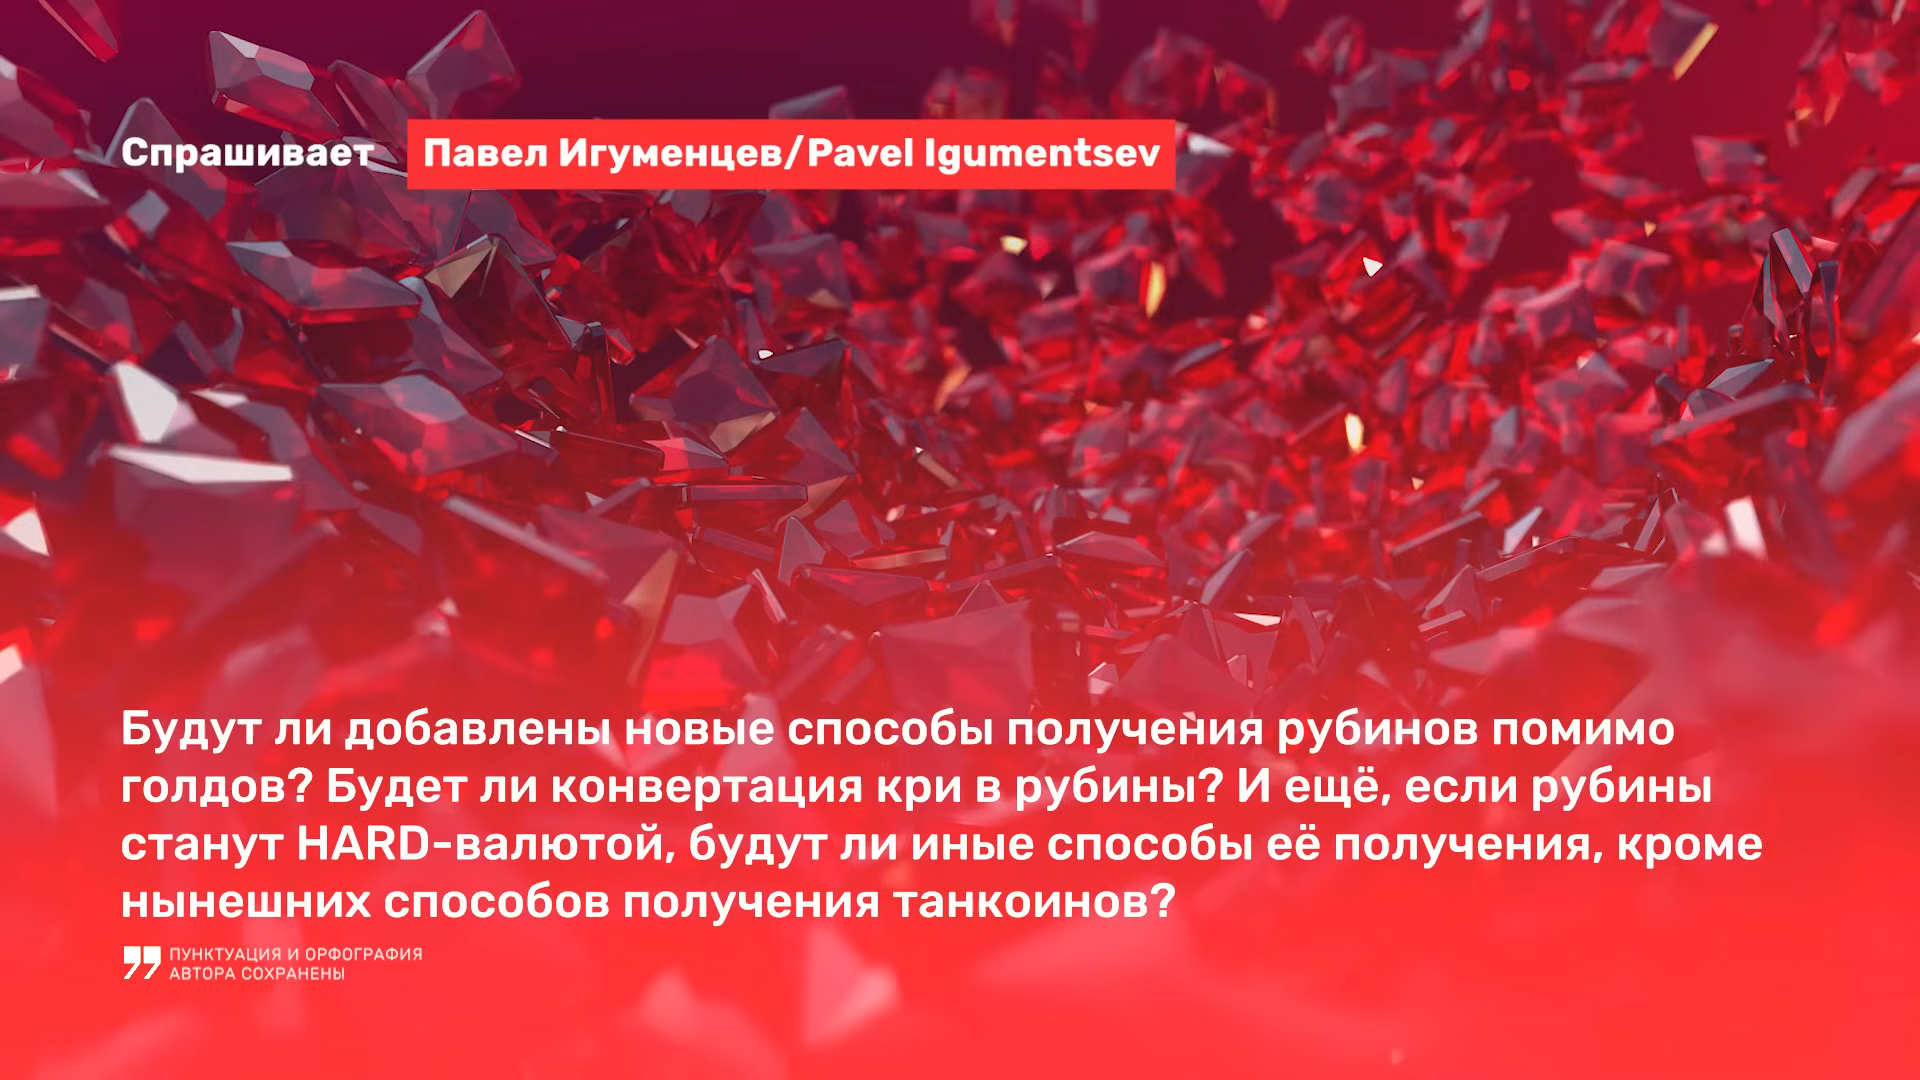 Спрашивает Павел Игуменцев/Pavel Igumentsev
Будут ли добавлены новые способы получения рубинов помимо
голдов? Будет ли конвертация кри в рубины? И ещё, если рубины
станут HARD-валютой, будут ли иные способы её получения, кроме
нынешних способов получения танкоинов?
ПУНКТУАЦИЯ И ОРФОГРАФИЯ
АВТОРА СОХРАНЕНЫ